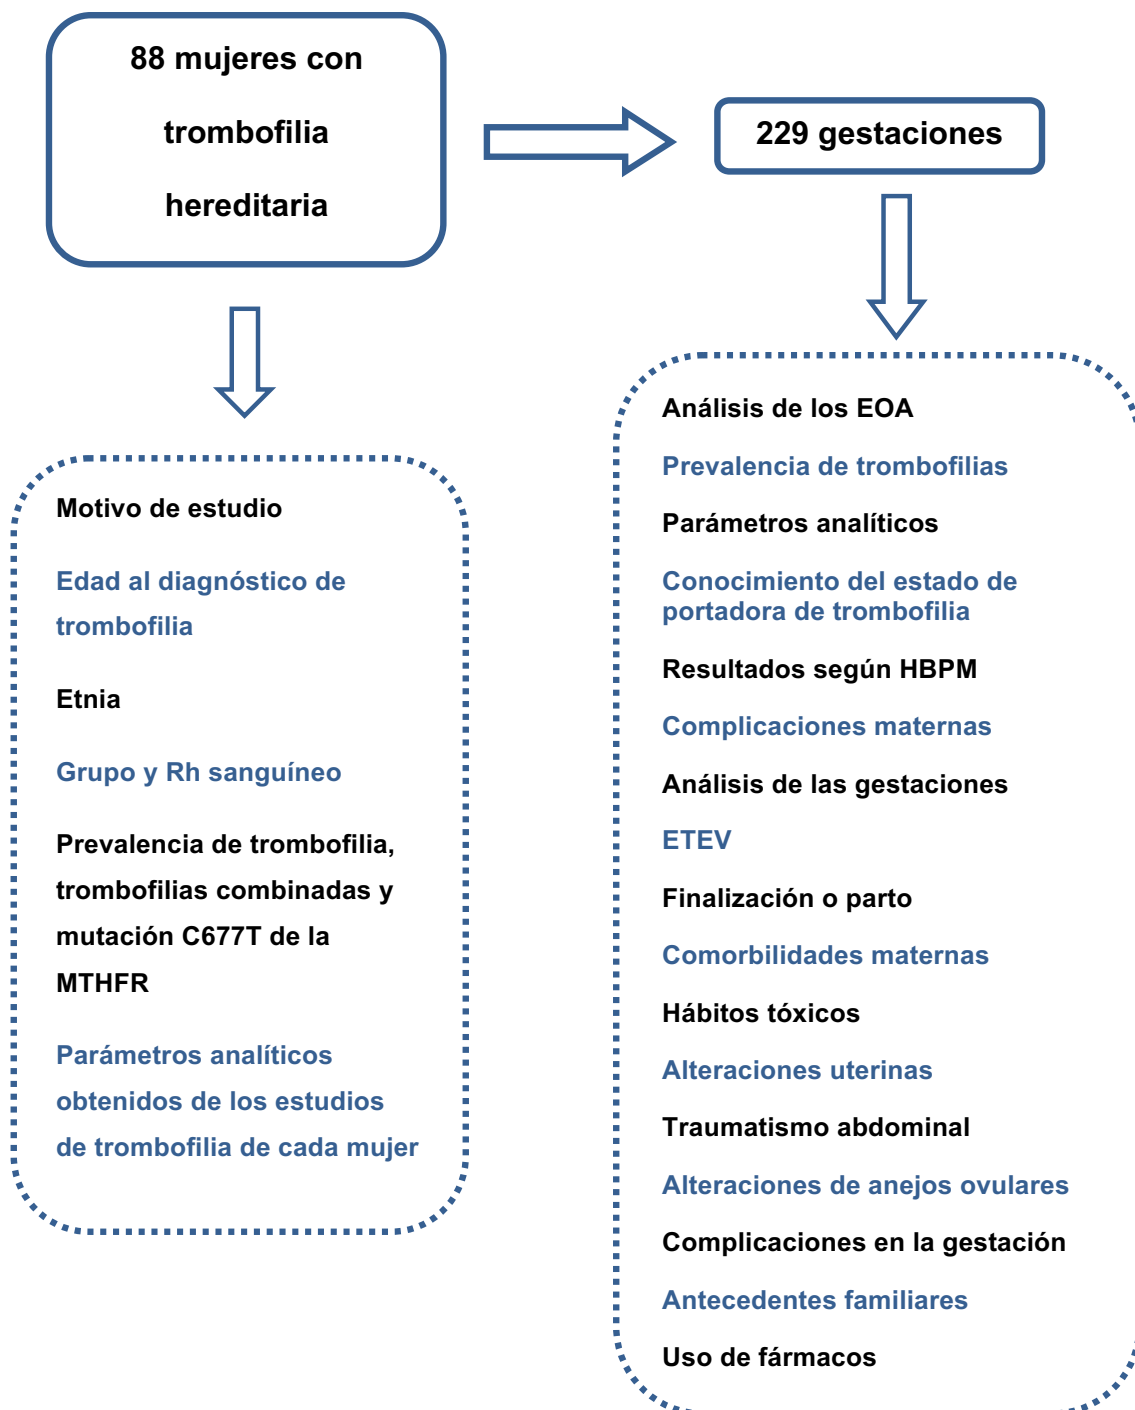 88 mujeres con
trombofilia
hereditaria
229 gestaciones
Motivo de estudio
Edad al diagnóstico de
trombofilia
Etnia
Grupo y Rh sanguíneo
Prevalencia de trombofilia,
trombofilias combinadas y
mutación C677T de la
MTHFR
Parámetros analíticos
obtenidos de los estudios
de trombofilia de cada mujer
Análisis de los EOA
Prevalencia de trombofilias
Parámetros analíticos
Conocimiento del estado de
portadora de trombofilia
Resultados según HBPM
Complicaciones maternas
Análisis de las gestaciones
ETEV
Finalización o parto
Comorbilidades maternas
Hábitos tóxicos
Alteraciones uterinas
Traumatismo abdominal
Alteraciones de anejos ovulares
Complicaciones en la gestación
Antecedentes familiares
Uso de fármacos